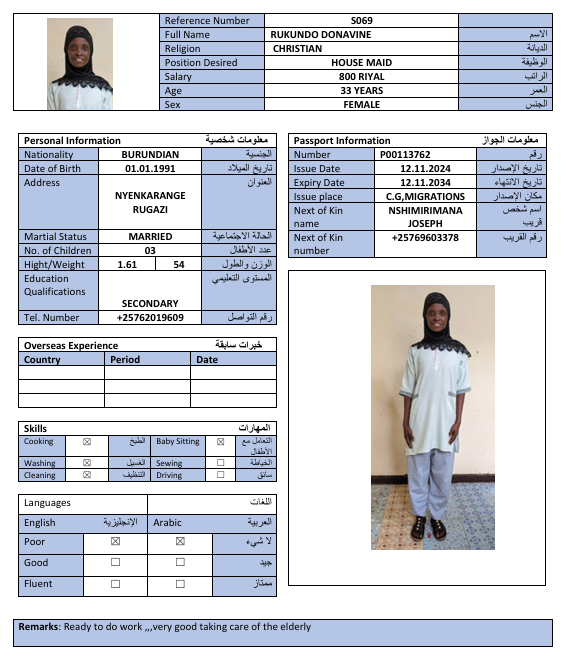 Reference Number S069
Full Name RUKUNDO DONAVINE الاسم
Religion CHRISTIAN الديانة
Position Desired HOUSE MAID الوظيفة
Salary 800 RIYAL الراتب
Age 33 YEARS العمر
Sex FEMALE الجنس
Personal Information معلومات شخصية
Nationality BURUNDIAN الجنسية
Date of Birth 01.01.1991 تاريخ الميلاد
Address العنوان
NYENKARANGE
RUGAZI
Martial Status MARRIED الحالة الاجتماعية
No. of Children 03 عدد الأطفال
Hight/Weight 1.61 54 الوزن والطول
Education المستوى التعليمي
Qualifications
SECONDARY
Tel. Number +25762019609 رقم التواصل
Overseas Experience خبرات سابقة
Country Period Date
Skills المهارات
Cooking ☒ الطبخ Baby Sitting ☒ التعامل مع
الأطفال
Washing ☒ الغسيل Sewing ☐ الخياطة
Cleaning ☒ التنظيف Driving ☐ سائق
Languages اللغات
English الإنجليزية Arabic العربية
Poor ☒ ☒ لا شيء
Good ☐ ☐ جيد
Fluent ☐ ☐ ممتاز
Passport Information معلومات الجواز
Number P00113762 رقم
Issue Date 12.11.2024 تاريخ الإصدار
Expiry Date 12.11.2034 تاريخ الانتهاء
Issue place C.G,MIGRATIONS مكان الإصدار
Next of Kin NSHIMIRIMANA اسم شخص
name JOSEPH قريب
Next of Kin +25769603378 رقم القريب
number
Remarks: Ready to do work ,,,very good taking care of the elderly